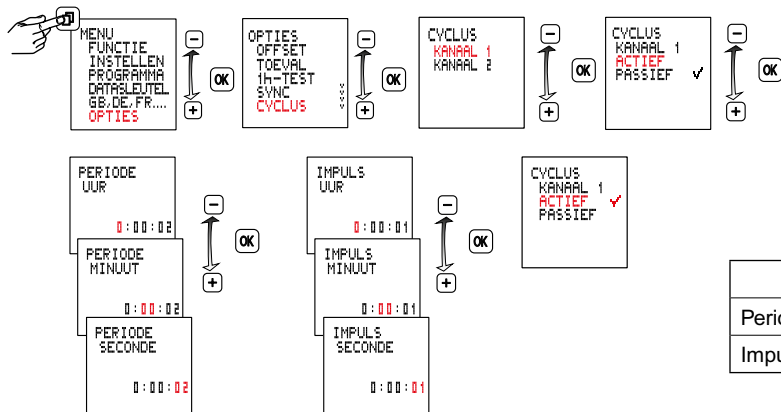 MENU
FUNCTIE
INSTELLEN
PROGRAMMA
DATASLEUTEL
GB,DE,FR....
OPTIES
−
OK
+
OPTIES
OFFSET
TOEVAL
1h-TEST
SYNC
CYCLUS
−
OK
+
CYCLUS
KANAAL 1
KANAAL 2
−
OK
+
CYCLUS
KANAAL 1
ACTIEF
PASSIEF ✓
−
OK
+
PERIODE
UUR
0:00:02
PERIODE
MINUUT
0:00:02
PERIODE
SECONDE
0:00:02
−
OK
+
IMPULS
UUR
0:00:01
IMPULS
MINUUT
0:00:01
IMPULS
SECONDE
0:00:01
−
OK
+
CYCLUS
KANAAL 1
ACTIEF ✓
PASSIEF
Perio
Impu